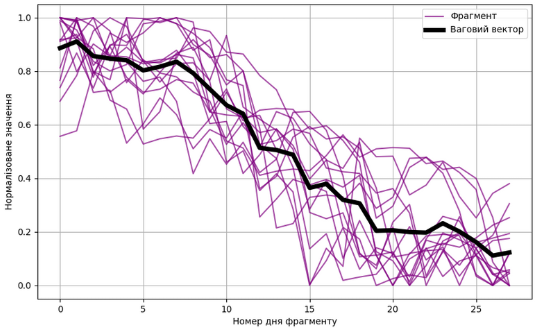 Фрагмент
Ваговий вектор
Нормалізоване значення
1.0
0.8
0.6
0.4
0.2
0.0
0 5 10 15 20 25
Номер дня фрагменту